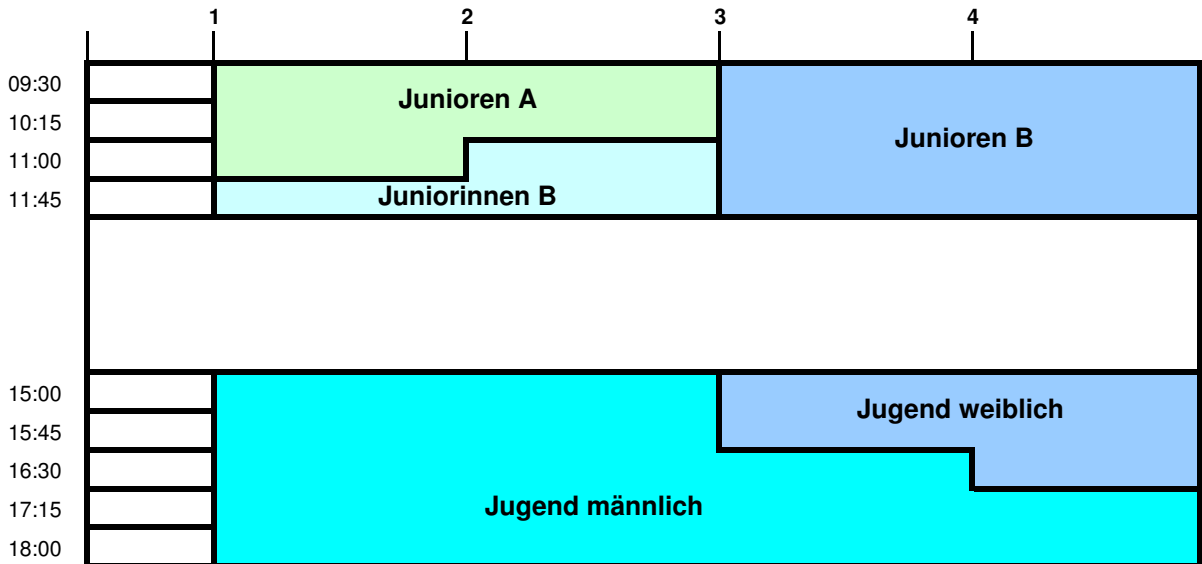 1 2 3 4
09:30
Junioren A
10:15
Junioren B
11:00
11:45
Juniorinnen B
15:00
Jugend weiblich
15:45
16:30
17:15
Jugend männlich
18:00